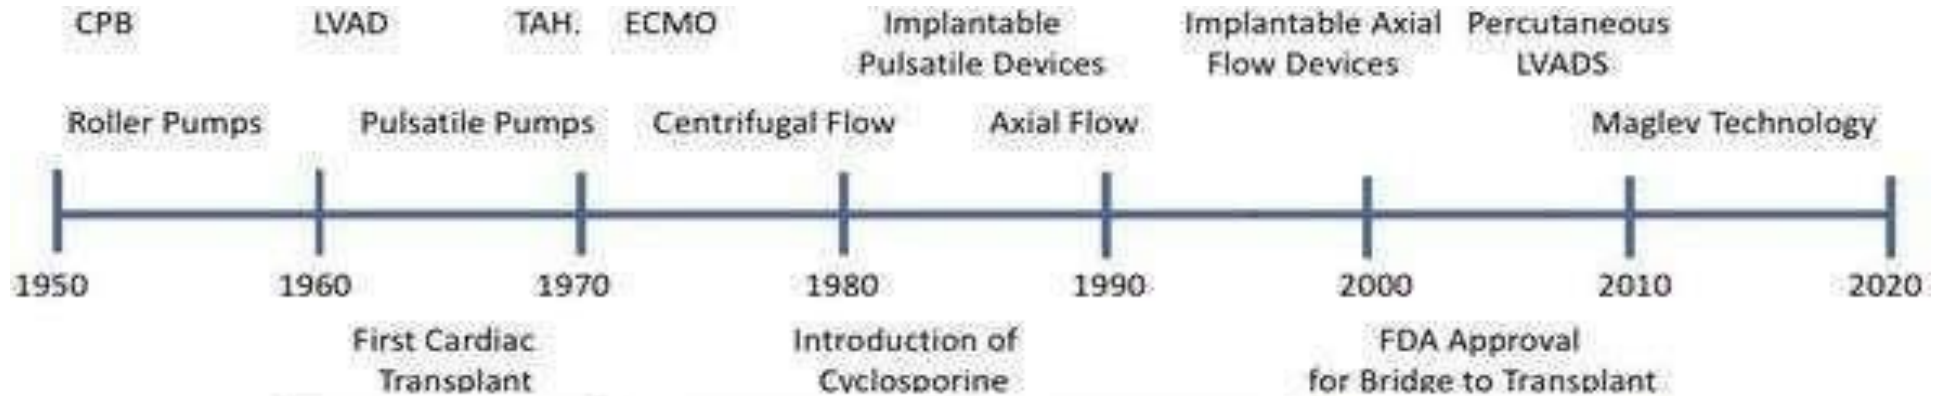 CPB LVAD TAH. ECMO Implantable Implantable Axial Percutaneous
Pulsatile Devices Flow Devices LVADS
Roller Pumps Pulsatile Pumps Centrifugal Flow Axial Flow Maglev Technology
1950 1960 1970 1980 1990 2000 2010 2020
First Cardiac Introduction of FDA Approval
Transplant Cyclosporine for Bridge to Transplant